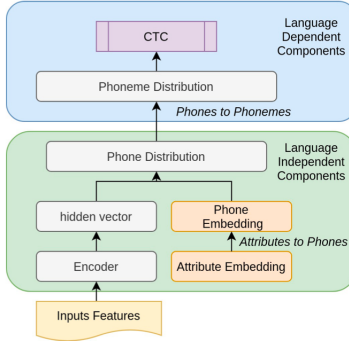 CTC
Language
Dependent
Components
Phoneme Distribution
Phones to Phonemes
Phone Distribution
Language
Independent
Components
hidden vector
Phone
Embedding
Attributes to Phones
Encoder
Attribute Embedding
Inputs Features